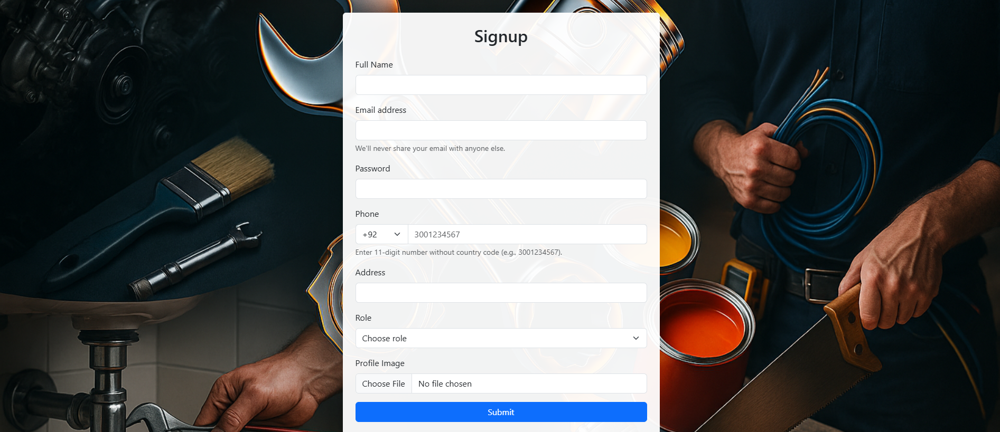 Signup
Full Name
Email address
We'll never share your email with anyone else.
Password
Phone
+92 3001234567
Enter 11-digit number without country code (e.g., 3001234567).
Address
Role
Choose role
Profile Image
Choose File No file chosen
Submit